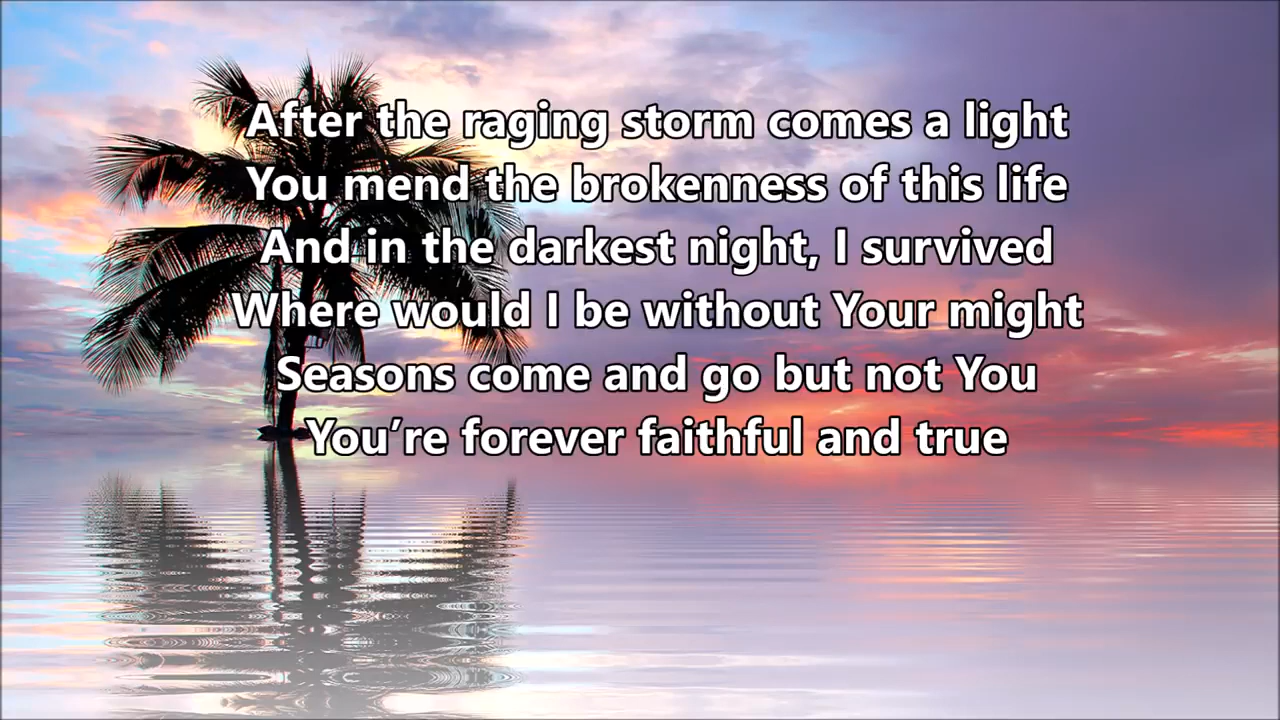 After the raging storm comes a light
You mend the brokenness of this life
And in the darkest night, I survived
Where would I be without Your might
Seasons come and go but not You
You’re forever faithful and true